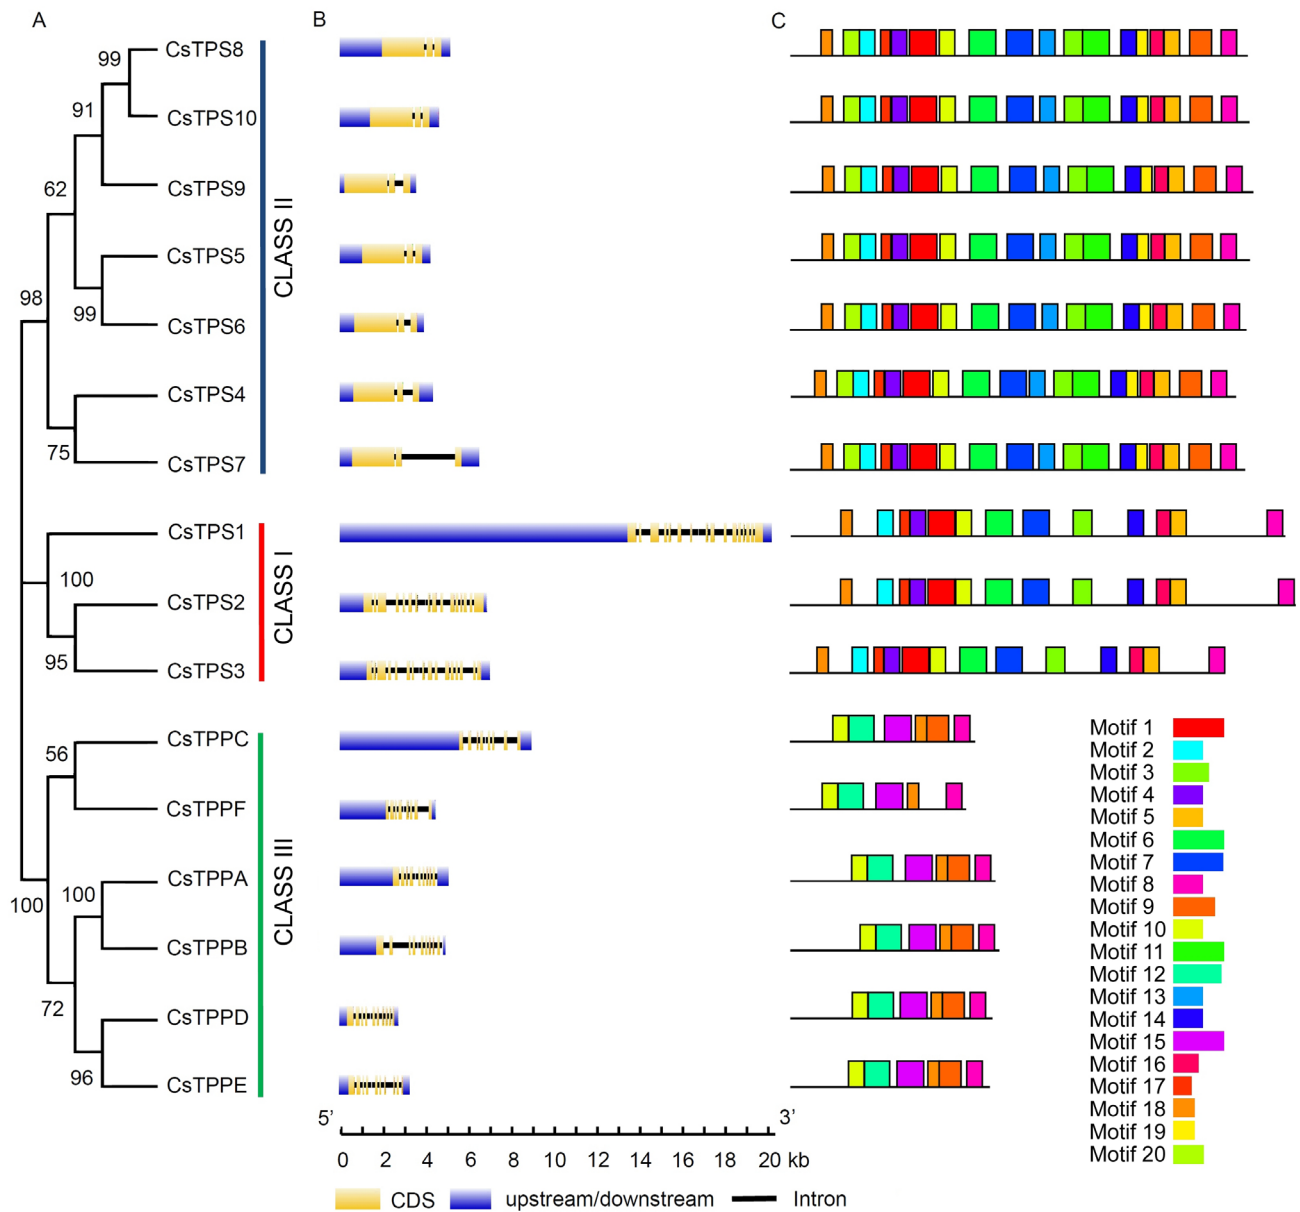 A
B
C
CsTPS8
CsTPS10
CsTPS9
CsTPS5
CsTPS6
CsTPS4
CsTPS7
CsTPS1
CsTPS2
CsTPS3
CsTPPC
CsTPPF
CsTPPA
CsTPPB
CsTPPD
CsTPPE
99
91
62
98
99
75
100
95
56
100
100
72
96
CLASS II
CLASS I
CLASS III
Motif 1
Motif 2
Motif 3
Motif 4
Motif 5
Motif 6
Motif 7
Motif 8
Motif 9
Motif 10
Motif 11
Motif 12
Motif 13
Motif 14
Motif 15
Motif 16
Motif 17
Motif 18
Motif 19
Motif 20
5’ 3’
0 2 4 6 8 10 12 14 16 18 20 kb
CDS upstream/downstream Intron